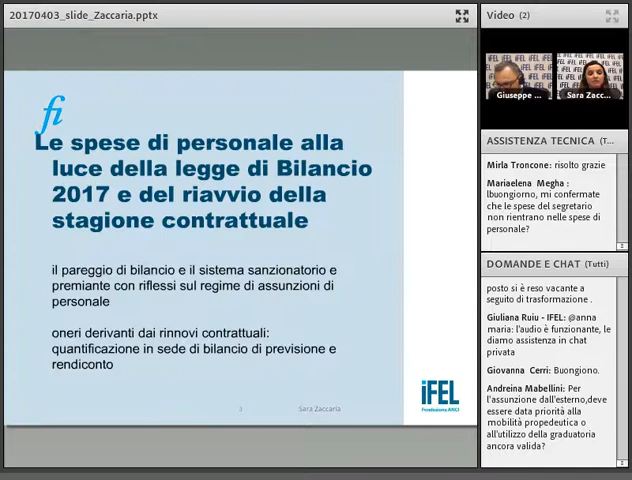 20170403_slide_Zaccaria.pptx
fi
Le spese di personale alla
luce della legge di Bilancio
2017 e del riavvio della
stagione contrattuale
il pareggio di bilancio e il sistema sanzionatorio e
premiante con riflessi sul regime di assunzioni di
personale
oneri derivanti dai rinnovi contrattuali:
quantificazione in sede di bilancio di previsione e
rendiconto
3 Sara Zaccaria
iFEL
Fondazione ANCI
Video (2)
Giuseppe ...
Sara Zacc...
ASSISTENZA TECNICA (T...
Mirla Troncone: risolto grazie
Mariaelena Megha :
lbuongiorno, mi confermate
che le spese del segretario
non rientrano nelle spese di
personale?
DOMANDE E CHAT (Tutti)
posto si è reso vacante a
seguito di trasformazione .
Giuliana Ruiu - IFEL: @anna
maria: l'audio è funzionante, le
diamo assistenza in chat
privata
Giovanna Cerri: Buongiono.
Andreina Mabellini: Per
l'assunzione dall'esterno,deve
essere data priorità alla
mobilità propedeutica o
all'utilizzo della graduatoria
ancora valida?